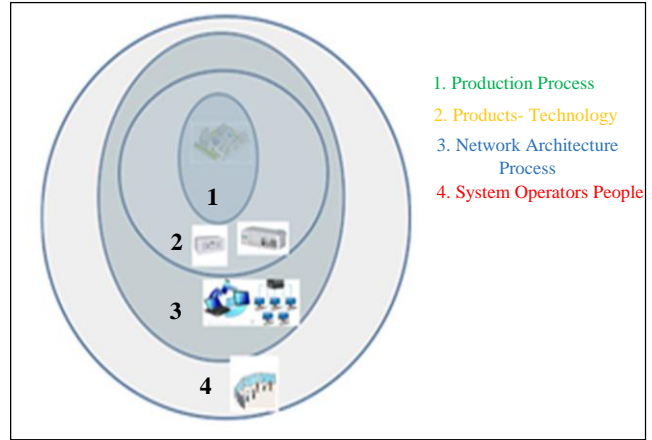 1. Production Process
2. Products- Technology
3. Network Architecture
Process
4. System Operators People
1
2
3
4